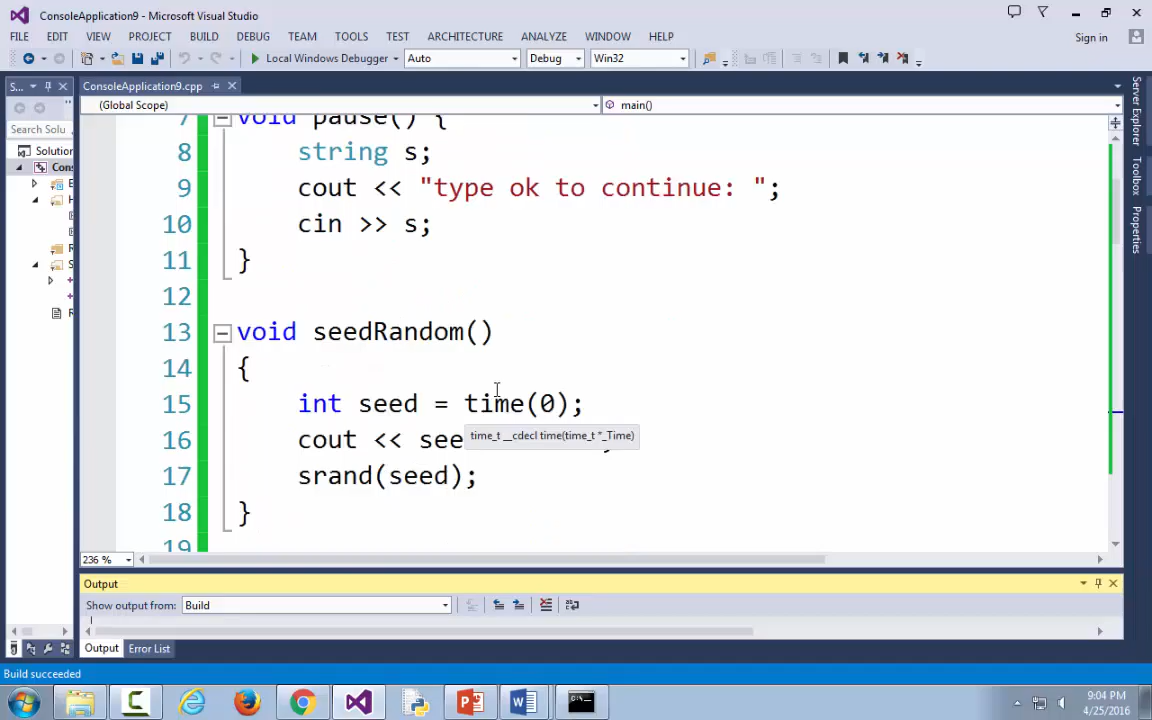 ConsoleApplication9 - Microsoft Visual Studio
FILE EDIT VIEW PROJECT BUILD DEBUG TEAM TOOLS TEST ARCHITECTURE ANALYZE WINDOW HELP
Sign in
Local Windows Debugger Auto Debug Win32
S... ConsoleApplication9.cpp
(Global Scope) main()
Search Solu
Solution
Cons
7 void pause() {
8 string s;
9 cout << "type ok to continue: ";
10 cin >> s;
11 }
12
13 void seedRandom()
14 {
15 int seed = time(0);
time_t __cdecl time(time_t *_Time)
16 cout << see
17 srand(seed);
18 }
19
236 %
Server Explorer
Toolbox
Properties
Output
Show output from: Build
Output Error List
Build succeeded
9:04 PM
4/25/2016